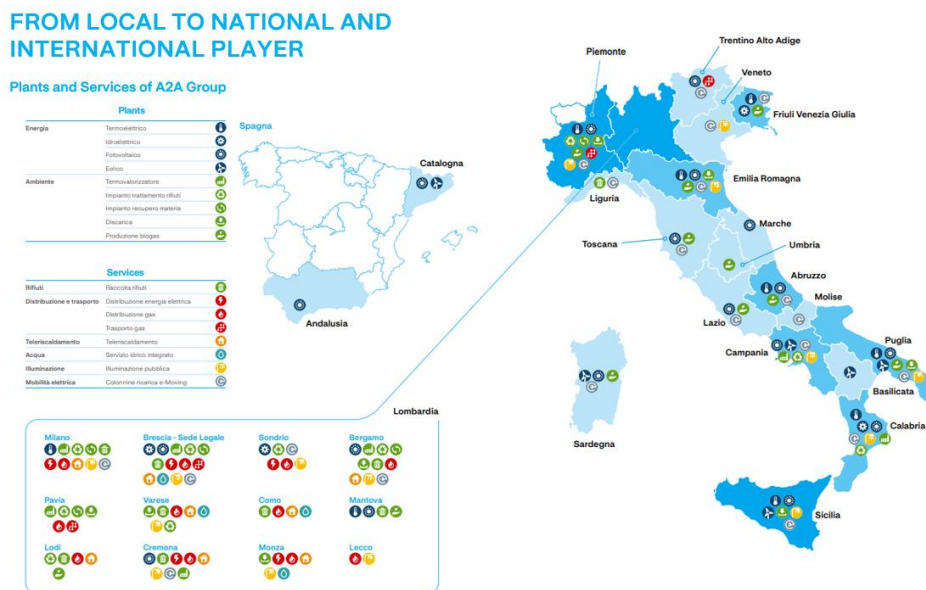 FROM LOCAL TO NATIONAL AND
INTERNATIONAL PLAYER
Plants and Services of A2A Group
Plants
Energia Termoelettrico
Idroelettrico
Fotovoltaico
Eolico
Ambiente Termovalorizzatore
Impianto trattamento rifiuti
Impianto recupero materia
Discarica
Produzione biogas
Services
Rifiuti Raccolta rifiuti
Distribuzione e trasporto Distribuzione energia elettrica
Distribuzione gas
Trasporto gas
Teleriscaldamento Teleriscaldamento
Acqua Servizio idrico integrato
Illuminazione Illuminazione pubblica
Mobilità elettrica Colonnine ricarica e-Moving
Spagna
Catalogna
Andalusia
Piemonte
Trentino Alto Adige
Veneto
Friuli Venezia Giulia
Emilia Romagna
Liguria
Marche
Toscana
Umbria
Abruzzo
Molise
Lazio
Campania
Puglia
Basilicata
Calabria
Sardegna
Sicilia
Lombardia
Milano
Brescia - Sede Legale
Sondrio
Bergamo
Pavia
Varese
Como
Mantova
Lodi
Cremona
Monza
Lecco